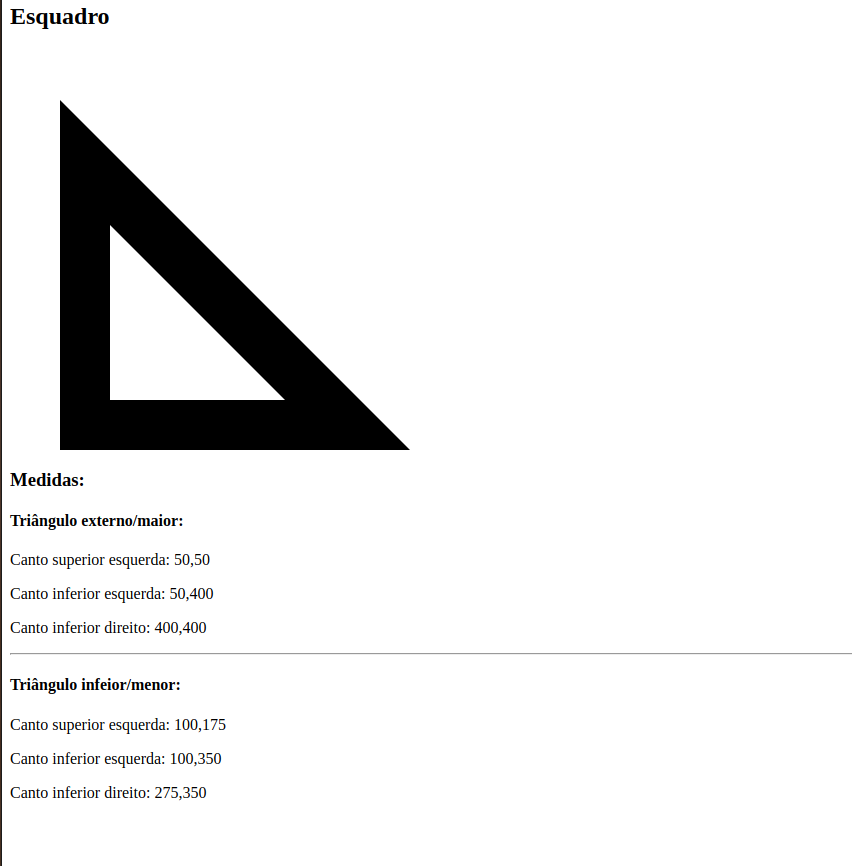 Esquadro
Medidas:
Triângulo externo/maior:
Canto superior esquerda: 50,50
Canto inferior esquerda: 50,400
Canto inferior direito: 400,400
Triângulo infeior/menor:
Canto superior esquerda: 100,175
Canto inferior esquerda: 100,350
Canto inferior direito: 275,350